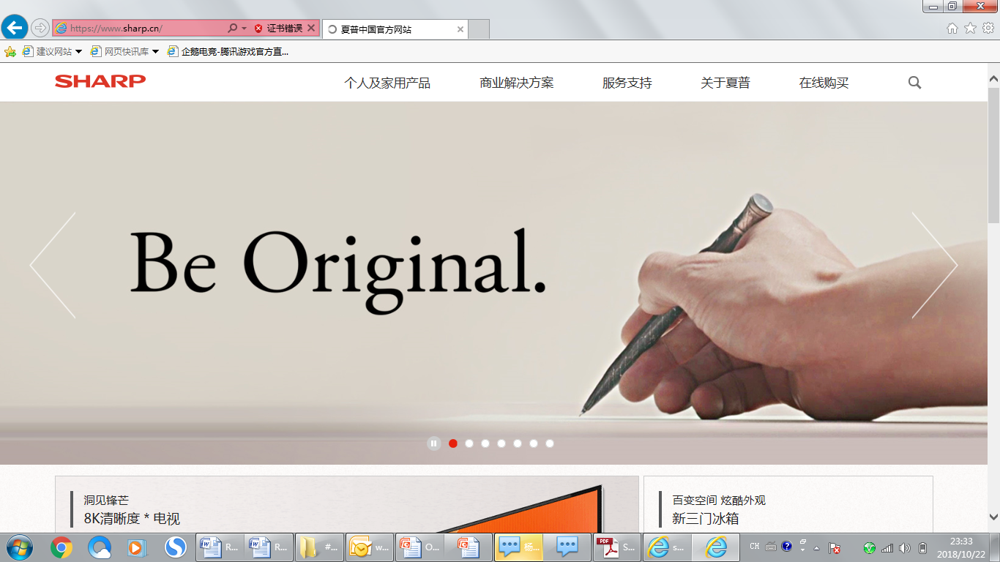 https://www.sharp.cn/
证书错误
夏普中国官方网站
建议网站
网页快讯库
企鹅电竞-腾讯游戏官方直...
SHARP
个人及家用产品
商业解决方案
服务支持
关于夏普
在线购买
Be Original.
洞见锋芒
8K清晰度 * 电视
百变空间 炫酷外观
新三门冰箱
R...
R...
#...
w...
O...
杨...
PDF
S...
s...
CH
23:33
2018/10/22